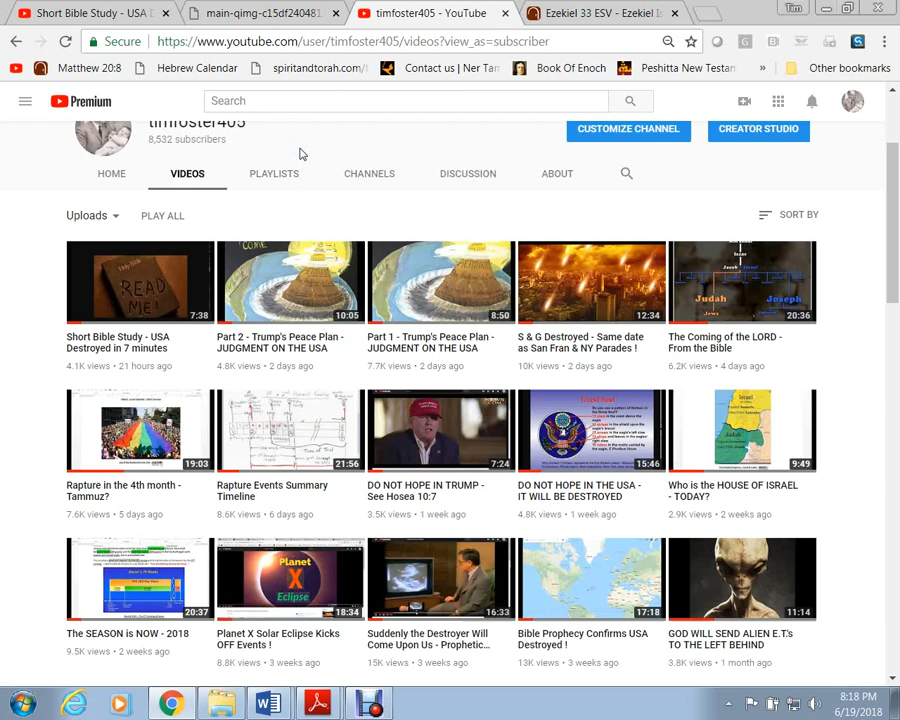 Short Bible Study - USA D
main-qimg-c15df240481
timfoster405 - YouTube
Ezekiel 33 ESV - Ezekiel Is
Tim
Secure
https://www.youtube.com/user/timfoster405/videos?view_as=subscriber
Matthew 20:8
Hebrew Calendar
spiritandtorah.com/
Contact us | Ner Tam
Book Of Enoch
Peshitta New Testam
»
Other bookmarks
Premium
Search
timfoster405
8,532 subscribers
CUSTOMIZE CHANNEL
CREATOR STUDIO
HOME
VIDEOS
PLAYLISTS
CHANNELS
DISCUSSION
ABOUT
Uploads
PLAY ALL
SORT BY
Holy Bible
READ
ME!
7:38
COME
10:05
8:50
12:34
Isaac
Jacob
Israel
Judah
Joseph
Jews
20:36
Short Bible Study - USA
Destroyed in 7 minutes
4.1K views • 21 hours ago
Part 2 - Trump's Peace Plan -
JUDGMENT ON THE USA
4.8K views • 2 days ago
Part 1 - Trump's Peace Plan -
JUDGMENT ON THE USA
7.7K views • 2 days ago
S & G Destroyed - Same date
as San Fran & NY Parades !
10K views • 2 days ago
The Coming of the LORD -
From the Bible
6.2K views • 4 days ago
19:03
21:56
7:24
15:46
Israel
Judah
9:49
Rapture in the 4th month -
Tammuz?
7.6K views • 5 days ago
Rapture Events Summary
Timeline
8.6K views • 6 days ago
DO NOT HOPE IN TRUMP -
See Hosea 10:7
3.5K views • 1 week ago
DO NOT HOPE IN THE USA -
IT WILL BE DESTROYED
4.8K views • 1 week ago
Who is the HOUSE OF ISRAEL
- TODAY?
2.9K views • 2 weeks ago
Daniel's 70 Weeks
20:37
Planet
X
Eclipse
18:34
16:33
17:18
11:14
The SEASON is NOW - 2018
9.5K views • 2 weeks ago
Planet X Solar Eclipse Kicks
OFF Events !
8.8K views • 3 weeks ago
Suddenly the Destroyer Will
Come Upon Us - Prophetic...
15K views • 3 weeks ago
Bible Prophecy Confirms USA
Destroyed !
13K views • 3 weeks ago
GOD WILL SEND ALIEN E.T.'s
TO THE LEFT BEHIND
3.8K views • 1 month ago
8:18 PM
6/19/2018